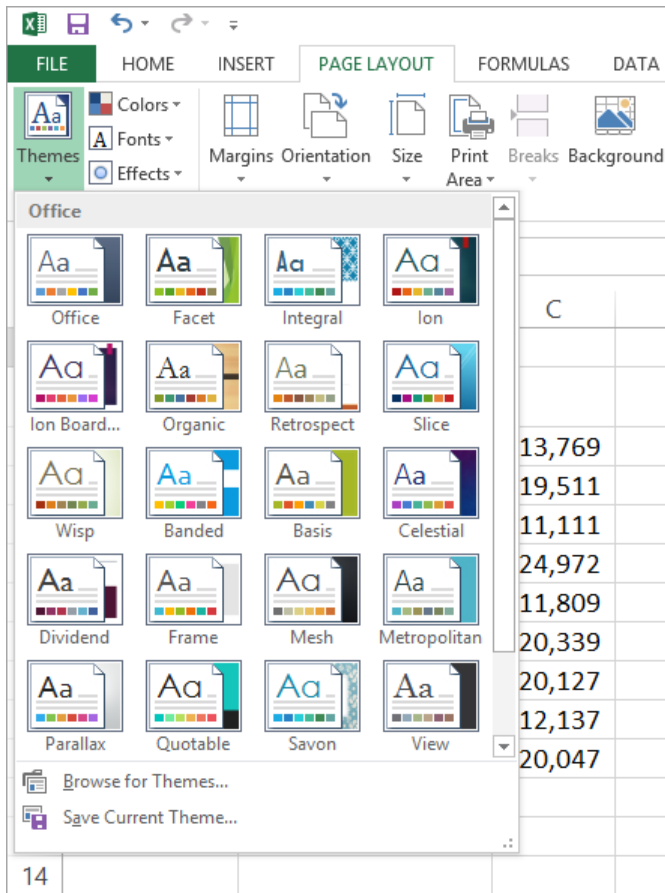 FILE HOME INSERT PAGE LAYOUT FORMULAS DATA
Aa Colors
A Fonts
Effects
Themes Margins Orientation Size Print Area Breaks Background
Office
Aa Aa Aa Aa
Office Facet Integral Ion
C
Aa Aa Aa Aa
Ion Board... Organic Retrospect Slice
13,769
Aa Aa Aa Aa
19,511
Wisp Banded Basis Celestial
11,111
24,972
Aa Aa Aa Aa
11,809
Dividend Frame Mesh Metropolitan
20,339
Aa Aa Aa Aa
20,127
12,137
Parallax Quotable Savon View
20,047
Browse for Themes...
Save Current Theme...
14